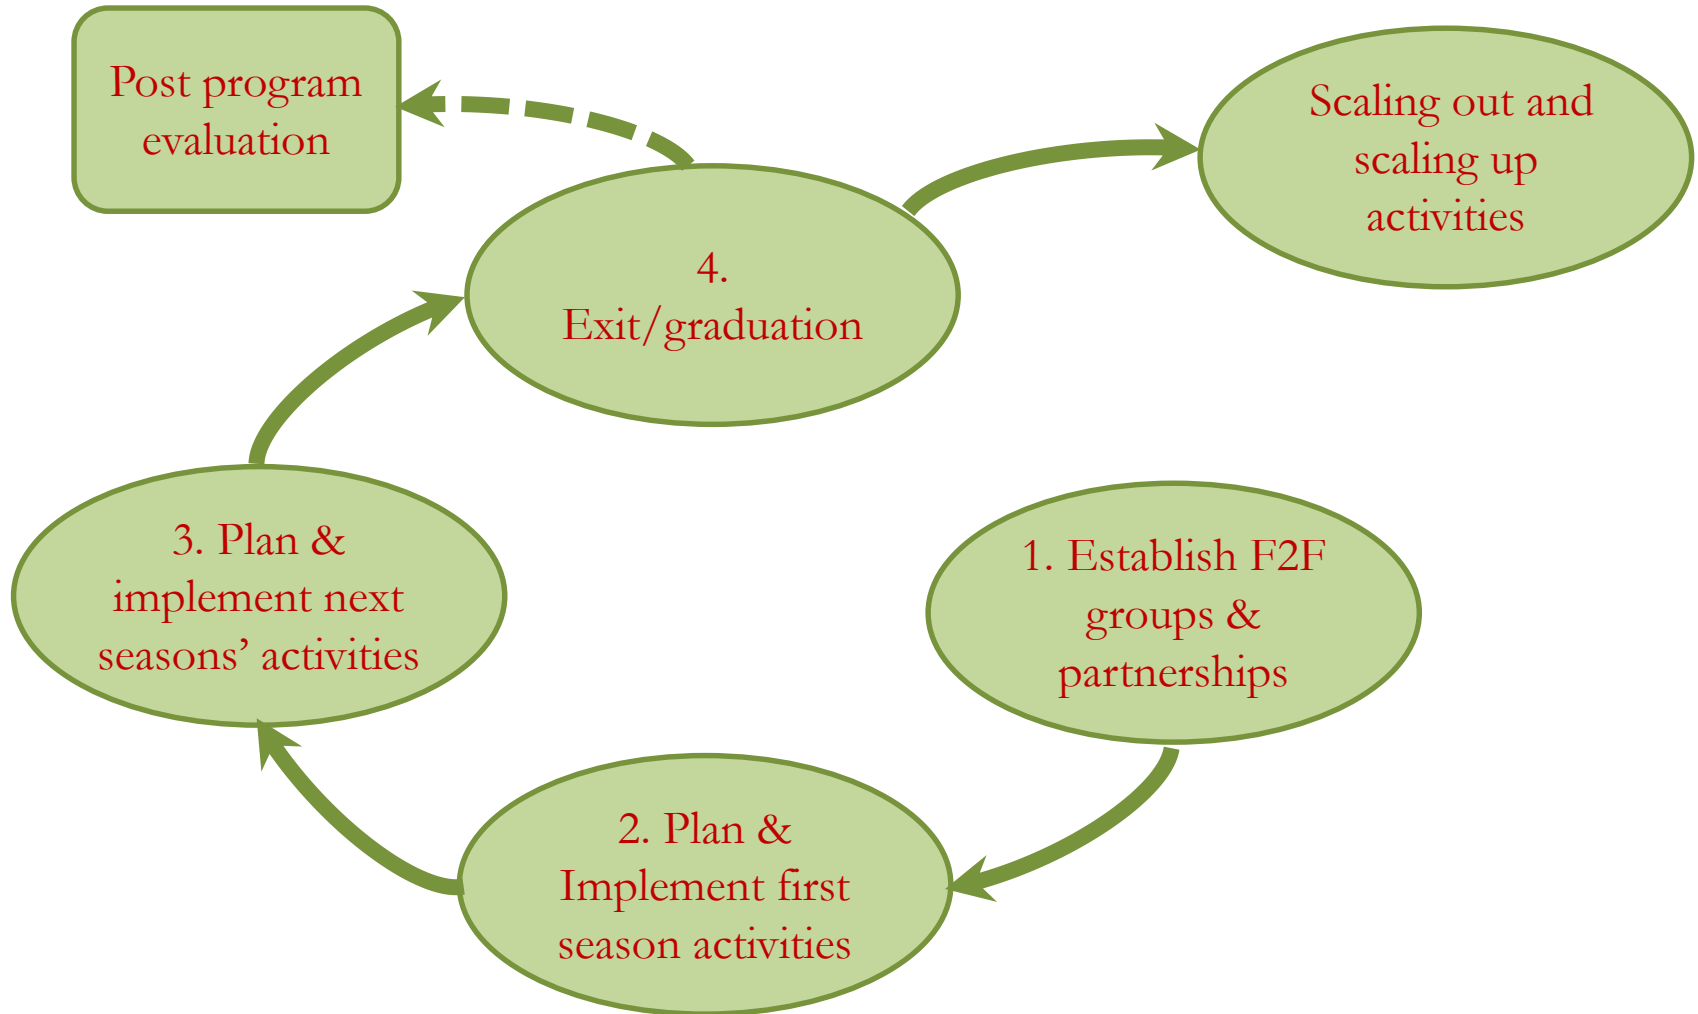 Post program
evaluation
Scaling out and
scaling up
activities
4.
Exit/graduation
3. Plan &
implement next
seasons’ activities
1. Establish F2F
groups &
partnerships
2. Plan &
Implement first
season activities